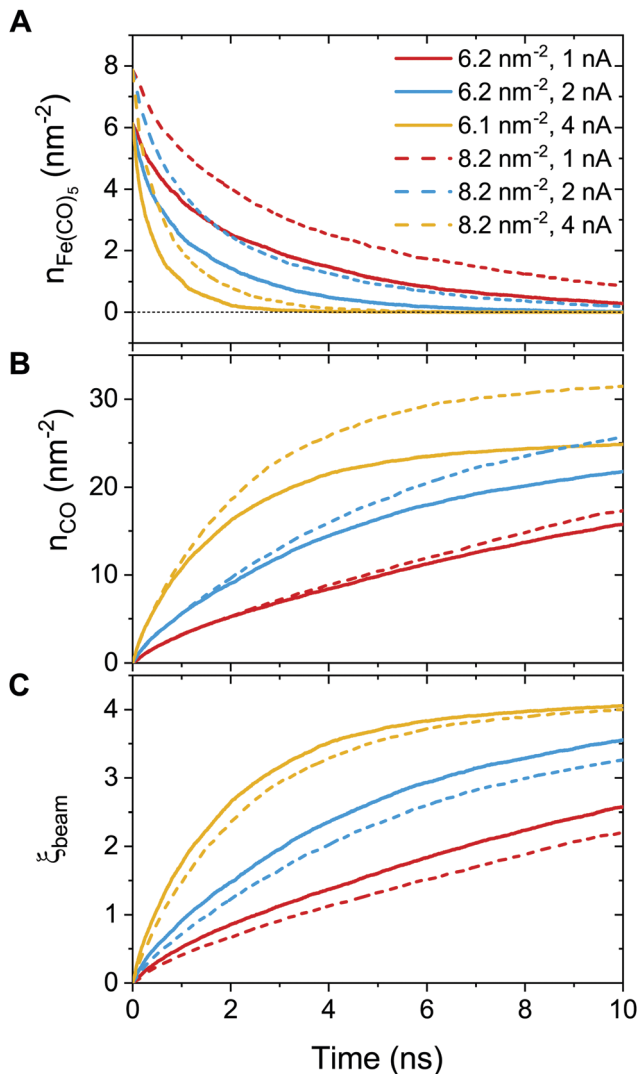 A
n_Fe(CO)5 (nm⁻²)
8
6
4
2
0
6.2 nm⁻², 1 nA
6.2 nm⁻², 2 nA
6.1 nm⁻², 4 nA
8.2 nm⁻², 1 nA
8.2 nm⁻², 2 nA
8.2 nm⁻², 4 nA
B
n_CO (nm⁻²)
30
20
10
0
C
ξ_beam
4
3
2
1
0
0 2 4 6 8 10
Time (ns)